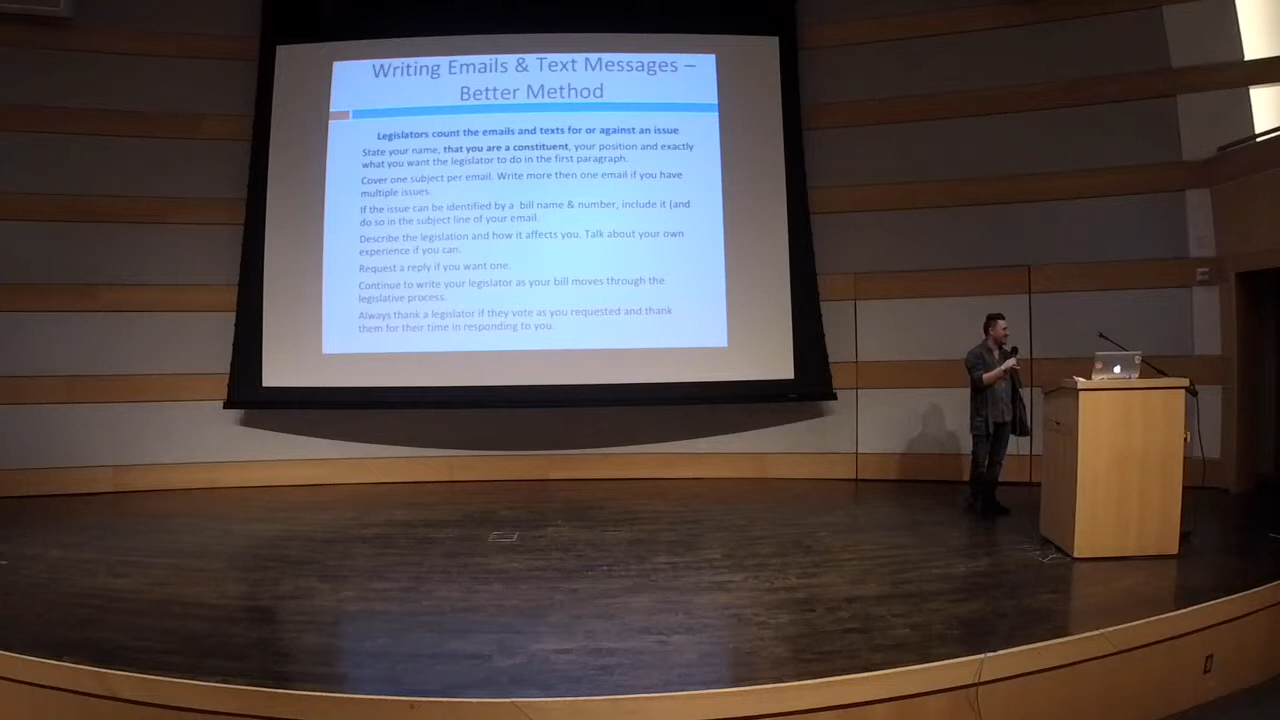 Writing Emails & Text Messages –
Better Method
Legislators count the emails and texts for or against an issue
State your name, that you are a constituent, your position and exactly
what you want the legislator to do in the first paragraph.
Cover one subject per email. Write more then one email if you have
multiple issues.
If the issue can be identified by a bill name & number, include it (and
do so in the subject line of your email.
Describe the legislation and how it affects you. Talk about your own
experience if you can.
Request a reply if you want one.
Continue to write your legislator as your bill moves through the
legislative process.
Always thank a legislator if they vote as you requested and thank
them for their time in responding to you.